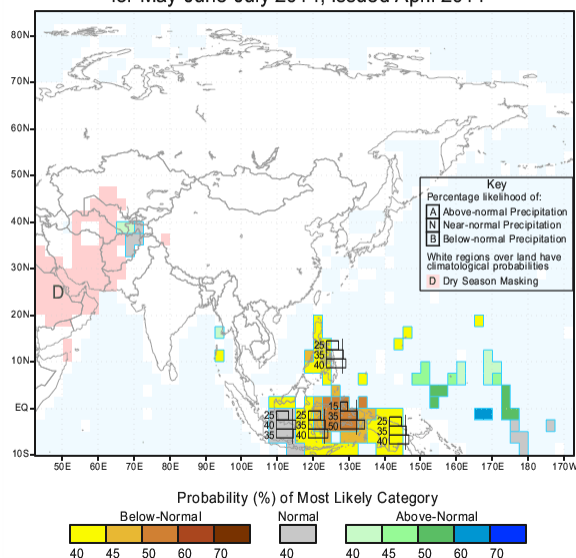 for May-June-July 2014, Issued April 2014
80N
70N
60N
50N
40N
30N
20N
10N
EQ
10S
50E
60E
70E
80E
90E
100E
110E
120E
130E
140E
150E
160E
170E
180
170W
Key
Percentage likelihood of:
A Above-normal Precipitation
N Near-normal Precipitation
B Below-normal Precipitation
White regions over land have
climatological probabilities
D Dry Season Masking
D
25
35
40
25
40
35
25
35
40
15
35
50
25
35
40
Probability (%) of Most Likely Category
Below-Normal Normal Above-Normal
40 45 50 60 70 40 40 45 50 60 70